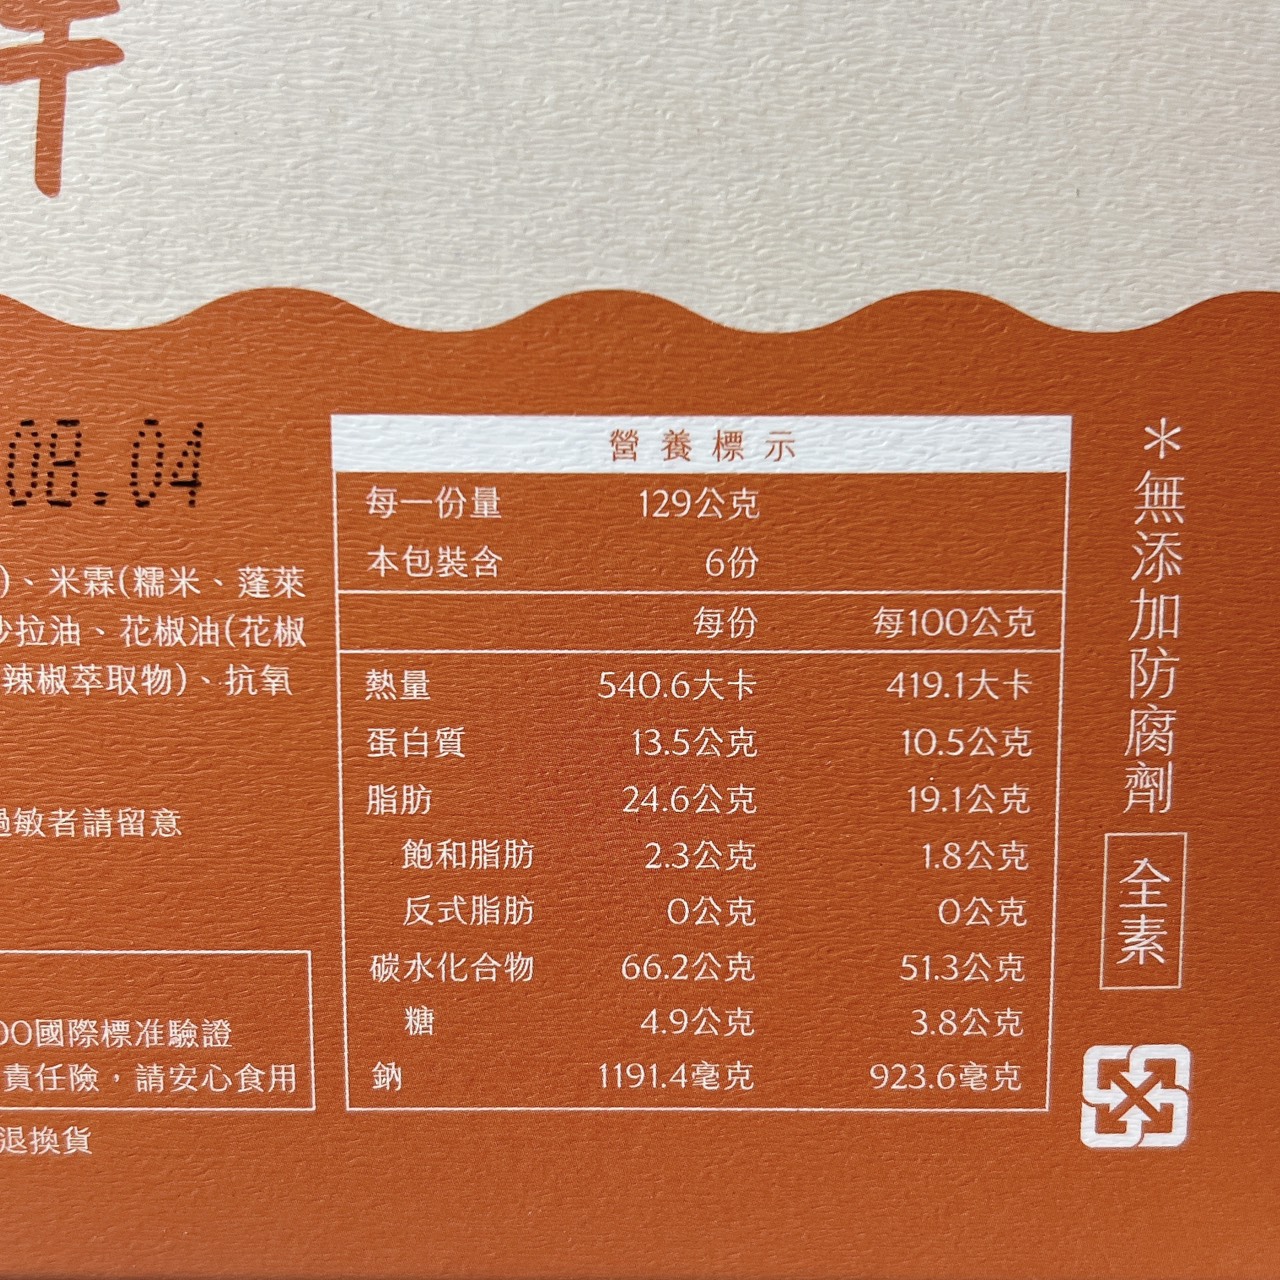 08.04
)、米霖(糯米、蓬萊
沙拉油、花椒油(花椒
辣椒萃取物)、抗氧
過敏者請留意
00國際標准驗證
責任險,請安心食用
退換貨
營養標示
每一份量 129公克
本包裝含 6份
每份 每100公克
熱量 540.6大卡 419.1大卡
蛋白質 13.5公克 10.5公克
脂肪 24.6公克 19.1公克
飽和脂肪 2.3公克 1.8公克
反式脂肪 0公克 0公克
碳水化合物 66.2公克 51.3公克
糖 4.9公克 3.8公克
鈉 1191.4毫克 923.6毫克
*無添加防腐劑
全素